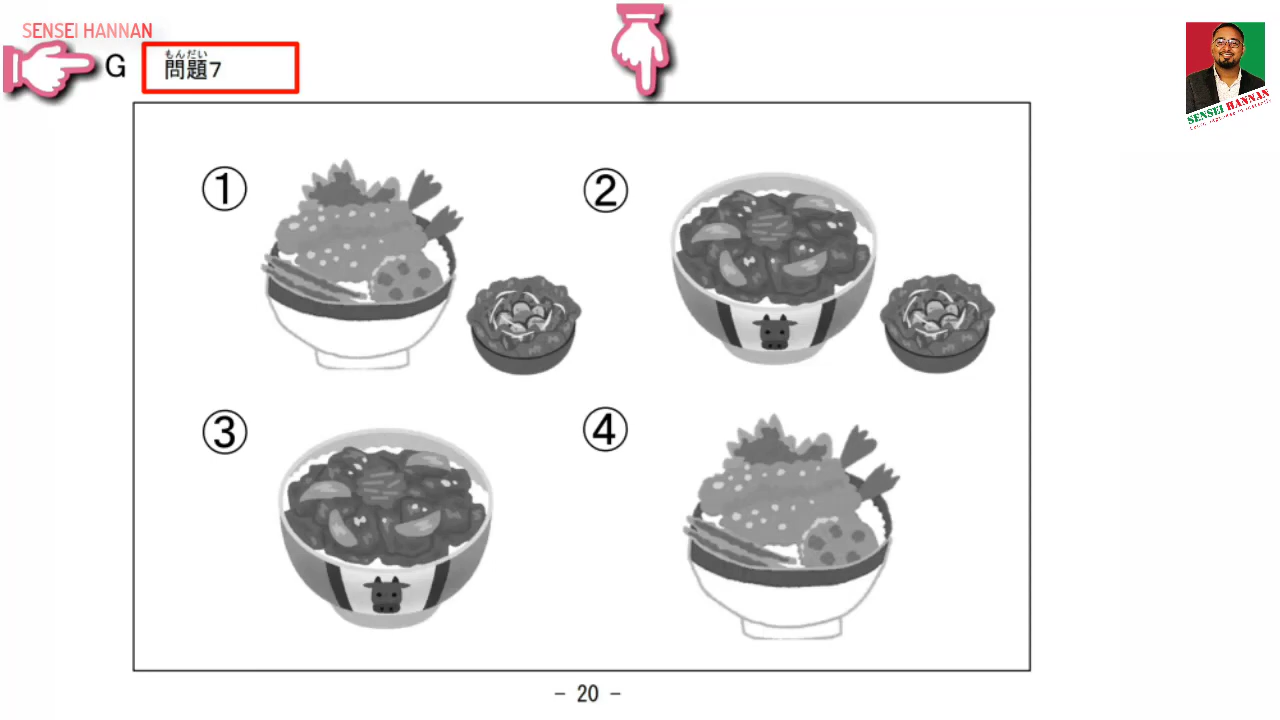 SENSEI HANNAN
G
もんだい
問題7
①
②
③
④
- 20 -
SENSEI HANNAN